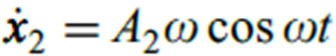 ẋ₂ = A₂ω cos ωt